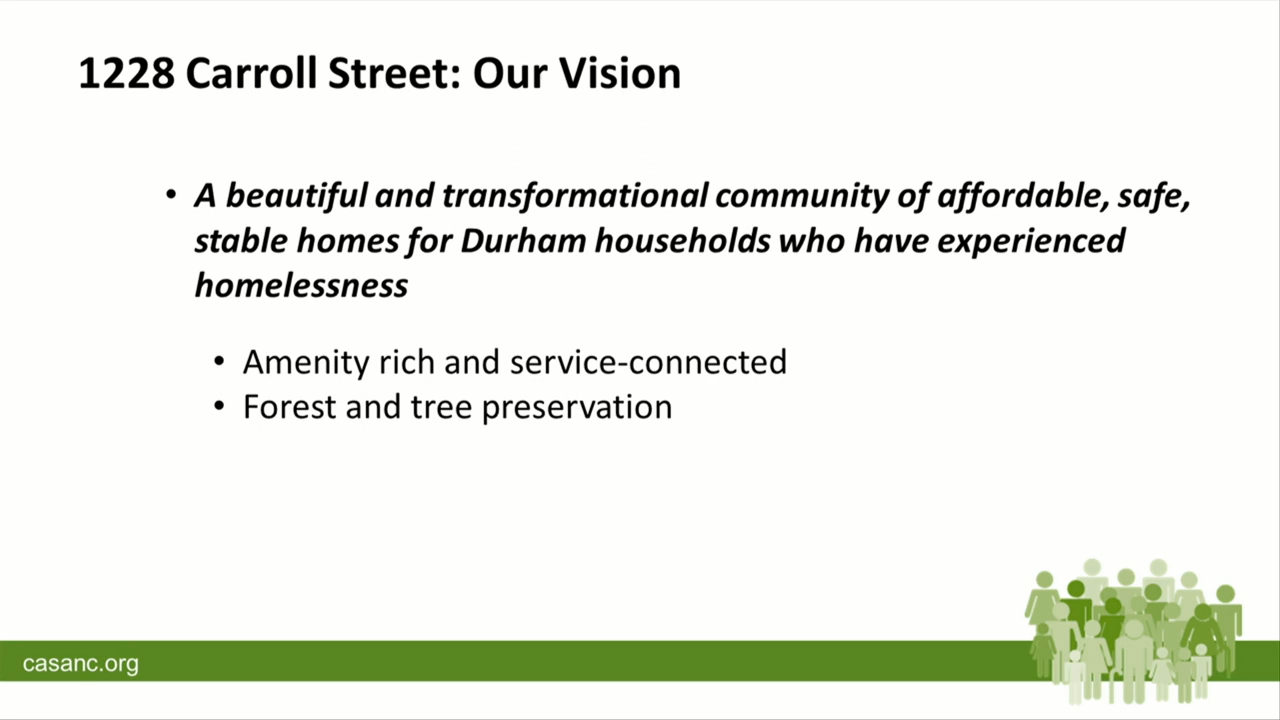 1228 Carroll Street: Our Vision
• A beautiful and transformational community of affordable, safe,
stable homes for Durham households who have experienced
homelessness
• Amenity rich and service-connected
• Forest and tree preservation
casanc.org